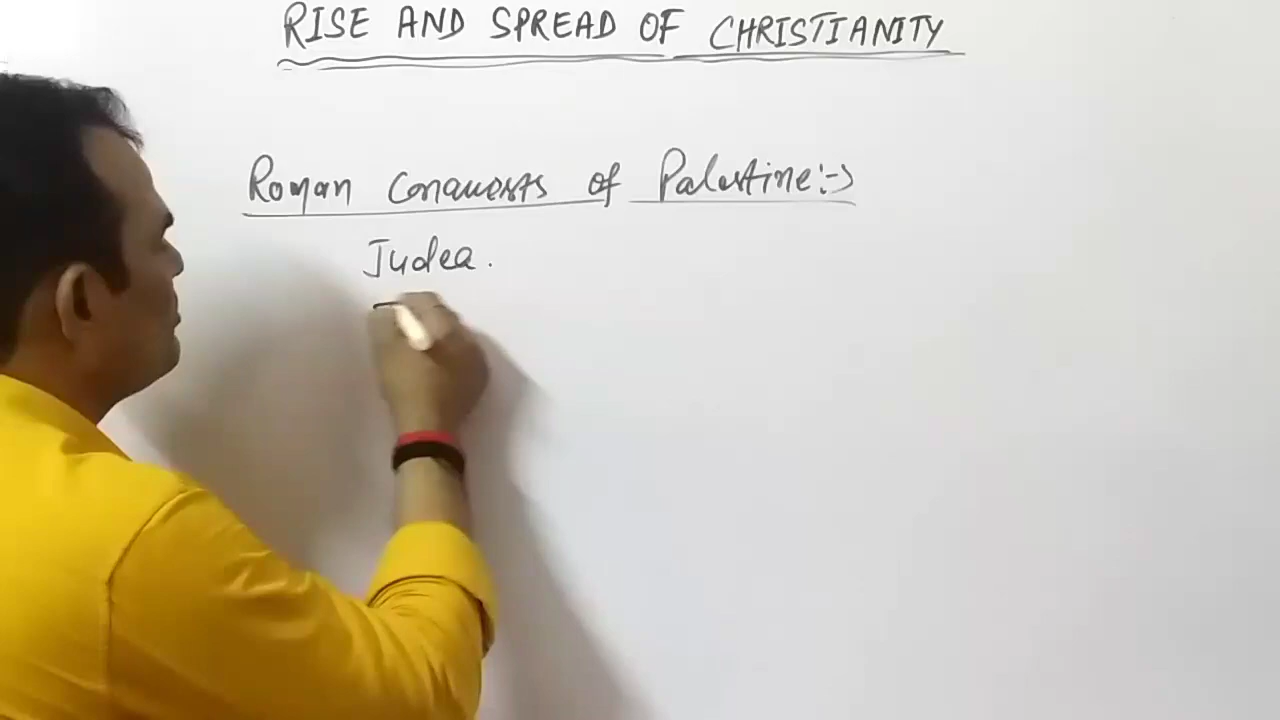 RISE AND SPREAD OF CHRISTIANITY
Roman Conquests of Palestine:-
Judea.